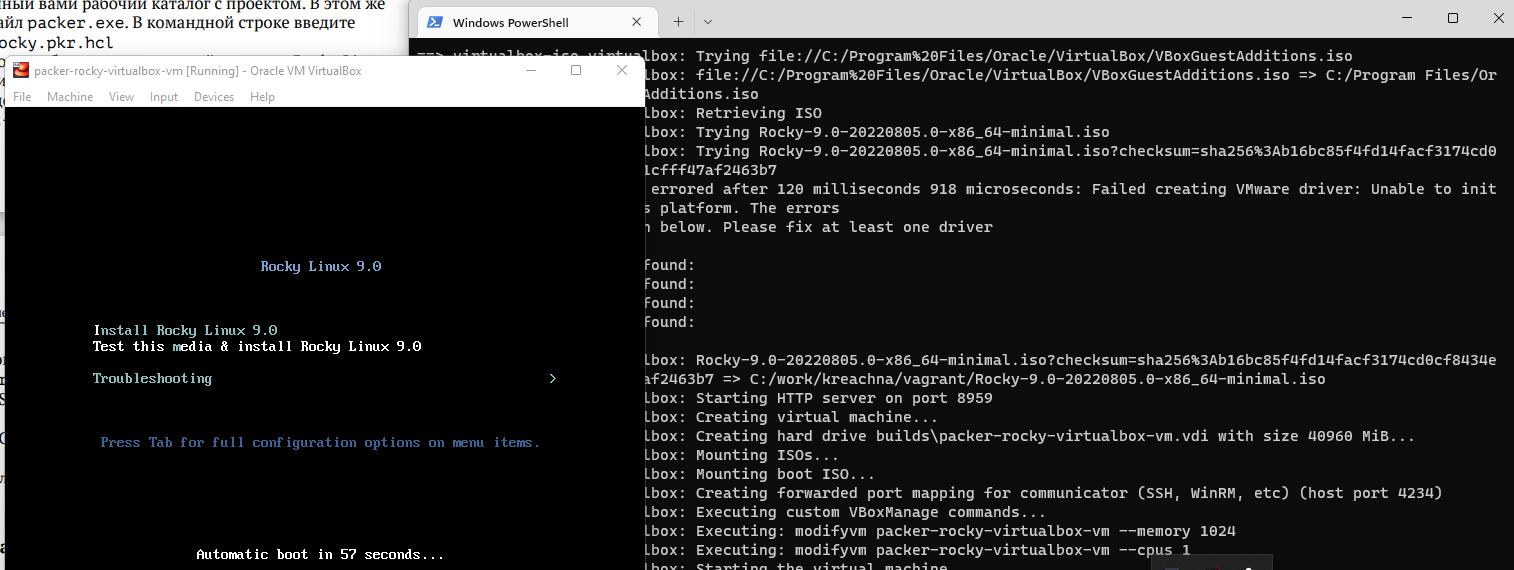 нный вами рабочий каталог с проектом. В этом же
айл packer.exe. В командной строке введите
ocky.pkr.hcl
packer-rocky-virtualbox-vm [Running] - Oracle VM VirtualBox
File Machine View Input Devices Help
Rocky Linux 9.0
Install Rocky Linux 9.0
Test this media & install Rocky Linux 9.0
Troubleshooting >
Press Tab for full configuration options on menu items.
Automatic boot in 57 seconds...
Windows PowerShell
==> virtualbox-iso.virtualbox: Trying file://C:/Program%20Files/Oracle/VirtualBox/VBoxGuestAdditions.iso
lbox: file://C:/Program%20Files/Oracle/VirtualBox/VBoxGuestAdditions.iso => C:/Program Files/Or
Additions.iso
lbox: Retrieving ISO
lbox: Trying Rocky-9.0-20220805.0-x86_64-minimal.iso
lbox: Trying Rocky-9.0-20220805.0-x86_64-minimal.iso?checksum=sha256%3Ab16bc85f4fd14facf3174cd0
1cfff47af2463b7
errored after 120 milliseconds 918 microseconds: Failed creating VMware driver: Unable to init
s platform. The errors
n below. Please fix at least one driver
found:
found:
found:
found:
lbox: Rocky-9.0-20220805.0-x86_64-minimal.iso?checksum=sha256%3Ab16bc85f4fd14facf3174cd0cf8434e
af2463b7 => C:/work/kreachna/vagrant/Rocky-9.0-20220805.0-x86_64-minimal.iso
lbox: Starting HTTP server on port 8959
lbox: Creating virtual machine...
lbox: Creating hard drive builds\packer-rocky-virtualbox-vm.vdi with size 40960 MiB...
lbox: Mounting ISOs...
lbox: Mounting boot ISO...
lbox: Creating forwarded port mapping for communicator (SSH, WinRM, etc) (host port 4234)
lbox: Executing custom VBoxManage commands...
lbox: Executing: modifyvm packer-rocky-virtualbox-vm --memory 1024
lbox: Executing: modifyvm packer-rocky-virtualbox-vm --cpus 1
lbox: Starting the virtual machine